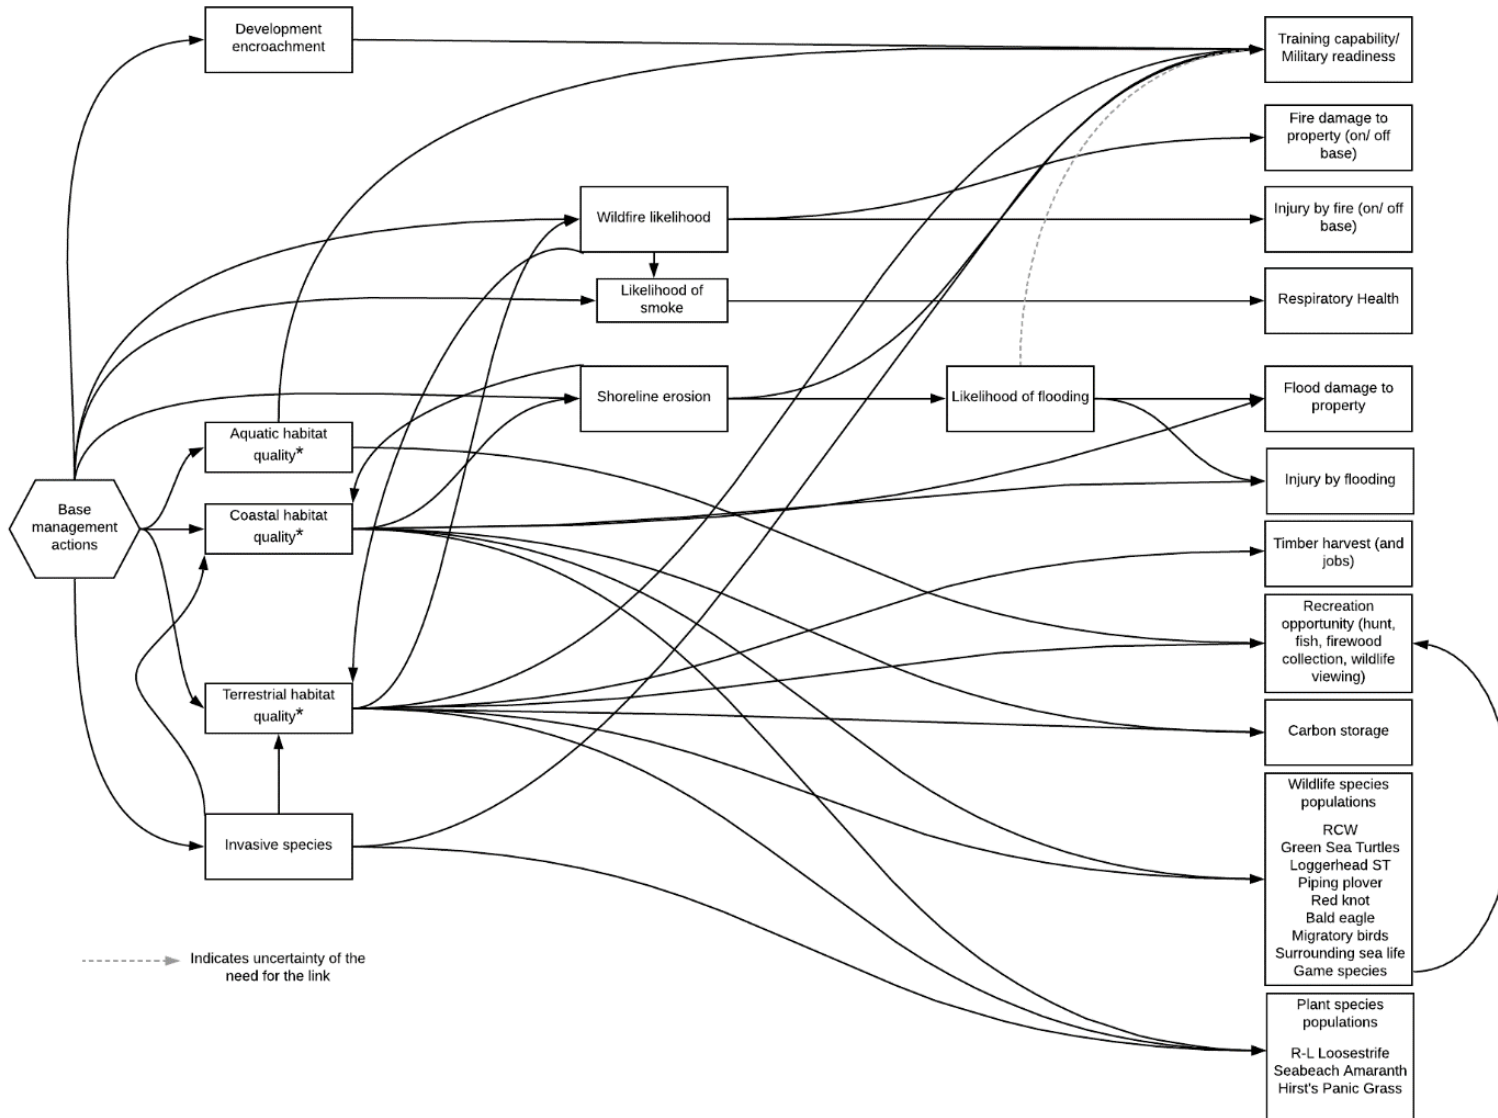 Development
encroachment
Training capability/
Military readiness
Fire damage to
property (on/ off
base)
Wildfire likelihood
Injury by fire (on/ off
base)
Likelihood of
smoke
Respiratory Health
Shoreline erosion
Likelihood of flooding
Flood damage to
property
Aquatic habitat
quality*
Injury by flooding
Base
management
actions
Coastal habitat
quality*
Timber harvest (and
jobs)
Recreation
opportunity (hunt,
fish, firewood
collection, wildlife
viewing)
Terrestrial habitat
quality*
Carbon storage
Invasive species
Wildlife species
populations
RCW
Green Sea Turtles
Loggerhead ST
Piping plover
Red knot
Bald eagle
Migratory birds
Surrounding sea life
Game species
Indicates uncertainty of the
need for the link
Plant species
populations
R-L Loosestrife
Seabeach Amaranth
Hirst's Panic Grass